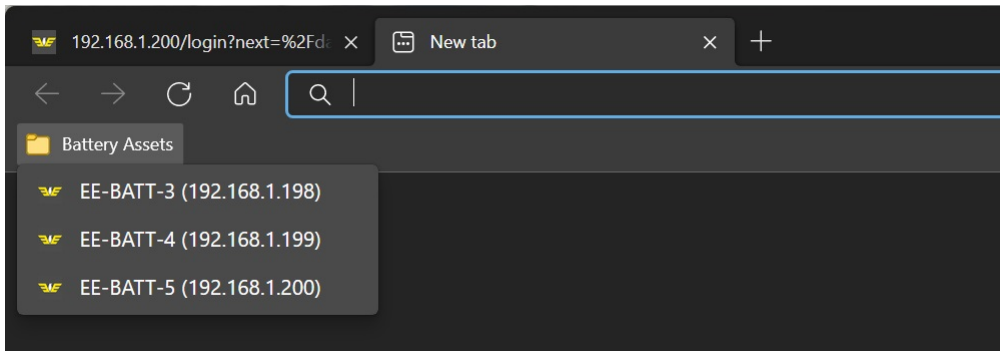 192.168.1.200/login?next=%2Fda
New tab
Battery Assets
EE-BATT-3 (192.168.1.198)
EE-BATT-4 (192.168.1.199)
EE-BATT-5 (192.168.1.200)